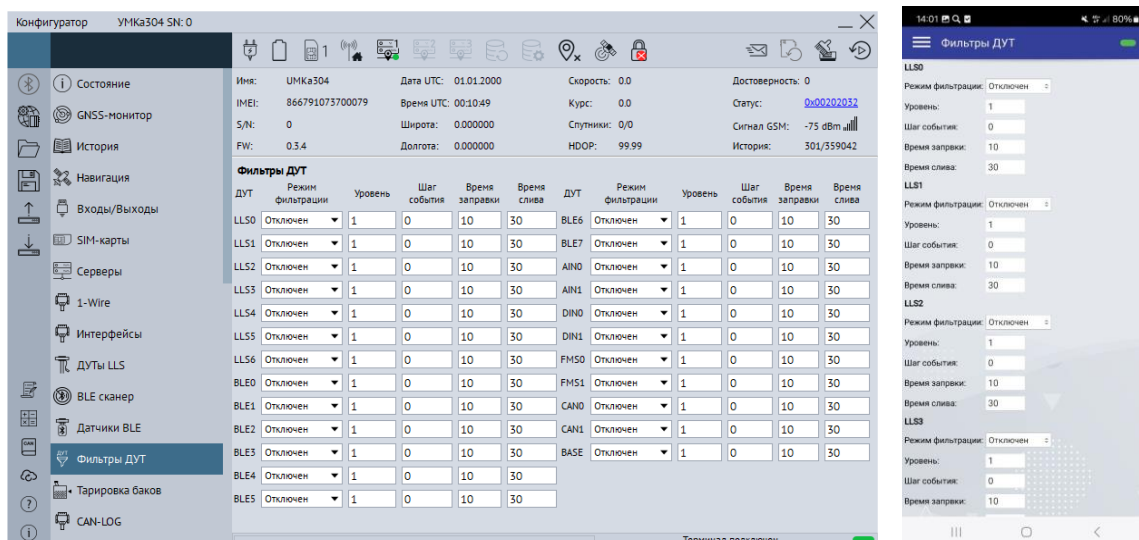 Конфигуратор УМКа304 SN: 0
1
Имя: УМКа304 Дата UTC: 01.01.2000 Скорость: 0.0 Достоверность: 0
IMEI: 866791073700079 Время UTC: 00:10:49 Курс: 0.0 Статус: 0x00202032
S/N: 0 Широта: 0.000000 Спутники: 0/0 Сигнал GSM: -75 dBm
FW: 0.3.4 Долгота: 0.000000 HDOP: 99.99 История: 301/359042
Состояние
GNSS-монитор
История
Навигация
Входы/Выходы
SIM-карты
Серверы
1-Wire
Интерфейсы
ДУТы LLS
BLE сканер
Датчики BLE
Фильтры ДУТ
Тарировка баков
CAN-LOG
Фильтры ДУТ
ДУТ Режим фильтрации Уровень Шаг события Время заправки Время слива ДУТ Режим фильтрации Уровень Шаг события Время заправки Время слива
LLS0 Отключен 1 0 10 30 BLE6 Отключен 1 0 10 30
LLS1 Отключен 1 0 10 30 BLE7 Отключен 1 0 10 30
LLS2 Отключен 1 0 10 30 AIN0 Отключен 1 0 10 30
LLS3 Отключен 1 0 10 30 AIN1 Отключен 1 0 10 30
LLS4 Отключен 1 0 10 30 DIN0 Отключен 1 0 10 30
LLS5 Отключен 1 0 10 30 DIN1 Отключен 1 0 10 30
LLS6 Отключен 1 0 10 30 FMS0 Отключен 1 0 10 30
BLE0 Отключен 1 0 10 30 FMS1 Отключен 1 0 10 30
BLE1 Отключен 1 0 10 30 CAN0 Отключен 1 0 10 30
BLE2 Отключен 1 0 10 30 CAN1 Отключен 1 0 10 30
BLE3 Отключен 1 0 10 30 BASE Отключен 1 0 10 30
BLE4 Отключен 1 0 10 30
BLE5 Отключен 1 0 10 30
Терминал подключен
14:01 80%
Фильтры ДУТ
LLS0
Режим фильтрации: Отключен
Уровень: 1
Шаг события: 0
Время запрвки: 10
Время слива: 30
LLS1
Режим фильтрации: Отключен
Уровень: 1
Шаг события: 0
Время запрвки: 10
Время слива: 30
LLS2
Режим фильтрации: Отключен
Уровень: 1
Шаг события: 0
Время запрвки: 10
Время слива: 30
LLS3
Режим фильтрации: Отключен
Уровень: 1
Шаг события: 0
Время запрвки: 10